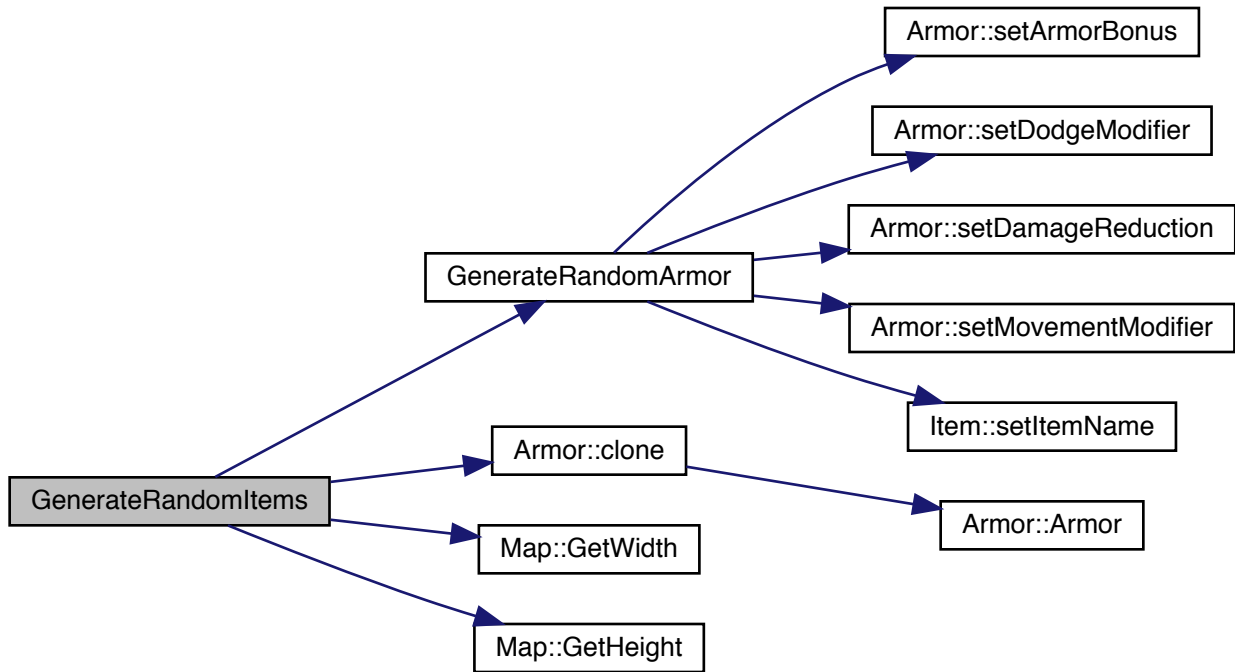 Armor::setArmorBonus
Armor::setDodgeModifier
Armor::setDamageReduction
GenerateRandomArmor
Armor::setMovementModifier
Item::setItemName
Armor::clone
GenerateRandomItems
Armor::Armor
Map::GetWidth
Map::GetHeight